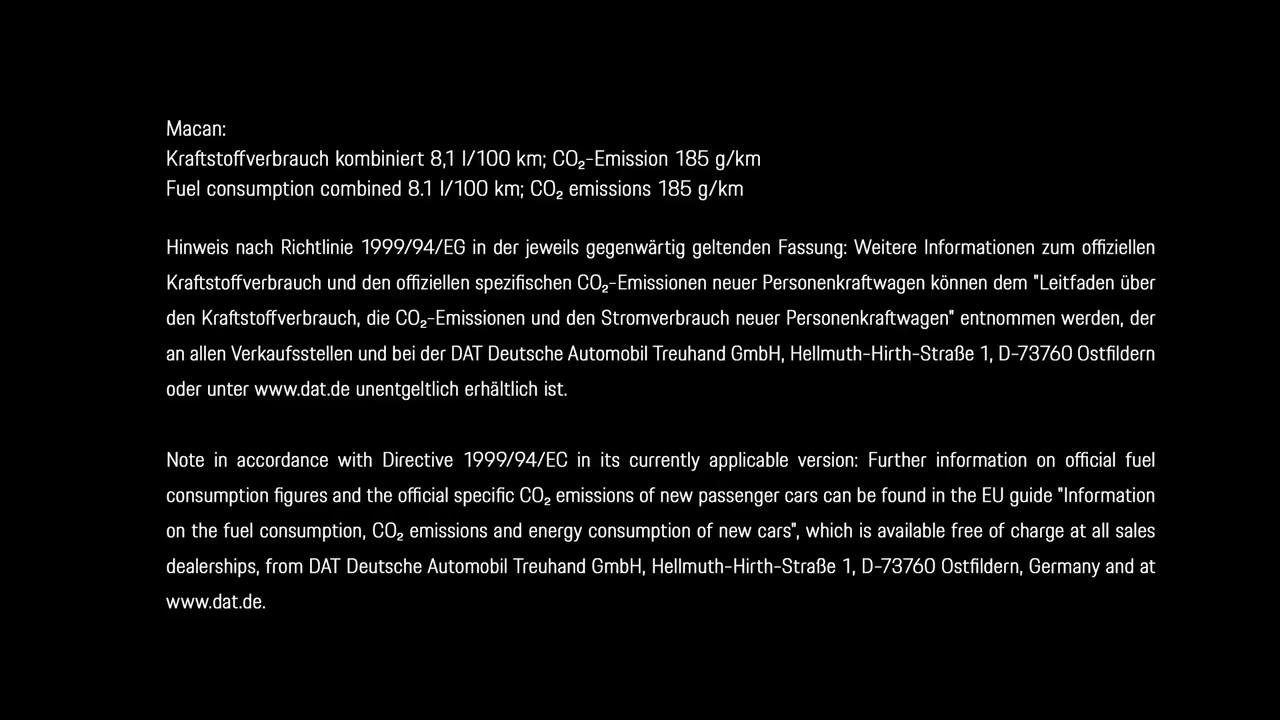 Macan:
Kraftstoffverbrauch kombiniert 8,1 l/100 km; CO₂-Emission 185 g/km
Fuel consumption combined 8.1 l/100 km; CO₂ emissions 185 g/km
Hinweis nach Richtlinie 1999/94/EG in der jeweils gegenwärtig geltenden Fassung: Weitere Informationen zum offiziellen
Kraftstoffverbrauch und den offiziellen spezifischen CO₂-Emissionen neuer Personenkraftwagen können dem "Leitfaden über
den Kraftstoffverbrauch, die CO₂-Emissionen und den Stromverbrauch neuer Personenkraftwagen" entnommen werden, der
an allen Verkaufsstellen und bei der DAT Deutsche Automobil Treuhand GmbH, Hellmuth-Hirth-Straße 1, D-73760 Ostfildern
oder unter www.dat.de unentgeltlich erhältlich ist.
Note in accordance with Directive 1999/94/EC in its currently applicable version: Further information on official fuel
consumption figures and the official specific CO₂ emissions of new passenger cars can be found in the EU guide "Information
on the fuel consumption, CO₂ emissions and energy consumption of new cars", which is available free of charge at all sales
dealerships, from DAT Deutsche Automobil Treuhand GmbH, Hellmuth-Hirth-Straße 1, D-73760 Ostfildern, Germany and at
www.dat.de.